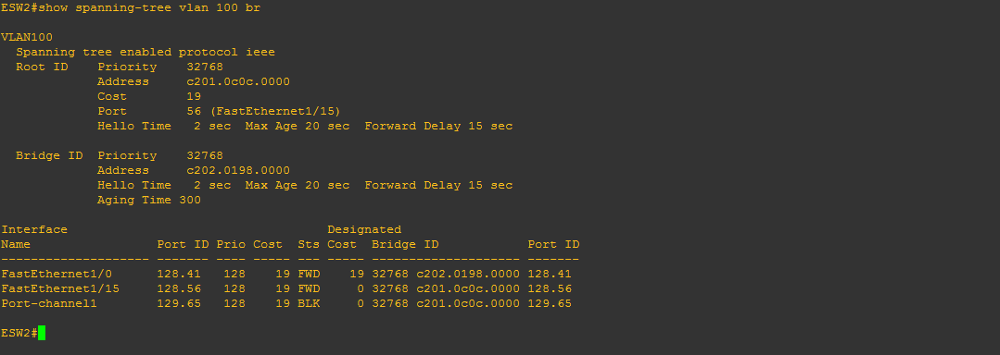 ESW2#show spanning-tree vlan 100 br
VLAN100
  Spanning tree enabled protocol ieee
  Root ID    Priority    32768
             Address     c201.0c0c.0000
             Cost        19
             Port        56 (FastEthernet1/15)
             Hello Time   2 sec  Max Age 20 sec  Forward Delay 15 sec
  Bridge ID  Priority    32768
             Address     c202.0198.0000
             Hello Time   2 sec  Max Age 20 sec  Forward Delay 15 sec
             Aging Time 300
Interface                                   Designated
Name                 Port ID Prio Cost  Sts Cost  Bridge ID            Port ID
-------------------- ------- ---- ----- --- ----- -------------------- -------
FastEthernet1/0      128.41   128    19 FWD    19 32768 c202.0198.0000 128.41
FastEthernet1/15     128.56   128    19 FWD     0 32768 c201.0c0c.0000 128.56
Port-channel1        129.65   128    19 BLK     0 32768 c201.0c0c.0000 129.65
ESW2#